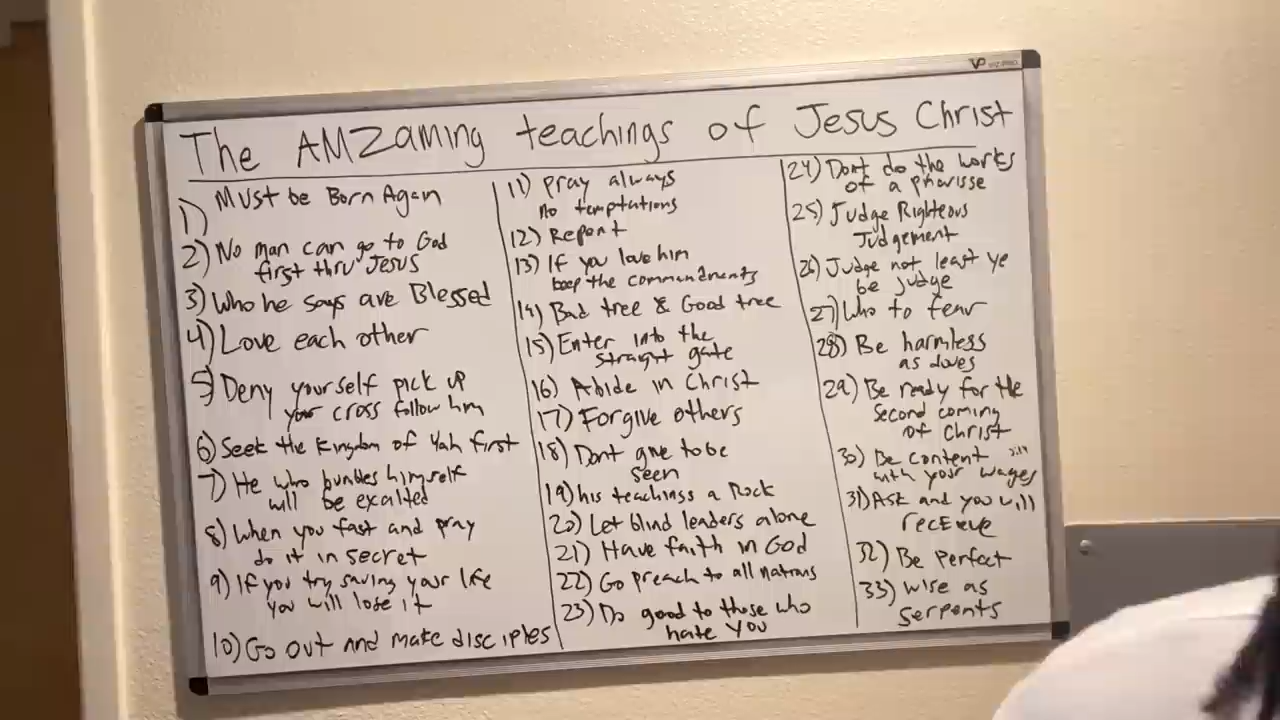 The AMZaming teachings of Jesus Christ
1) Must be Born Again
2) No man can go to God
first thru Jesus
3) Who he says are Blessed
4) Love each other
5) Deny yourself pick up
your cross follow him
6) Seek the Kingdom of Yah first
7) He who humbles himself
will be exalted
8) When you fast and pray
do it in secret
9) If you try saving your life
you will lose it
10) Go out and make disciples
11) Pray always
no temptations
12) Repent
13) If you love him
keep the commandments
14) Bad tree & Good tree
15) Enter into the
straight gate
16) Abide in Christ
17) Forgive others
18) Dont give to be
seen
19) his teachings a Rock
20) Let blind leaders alone
21) Have faith in God
22) Go preach to all nations
23) Do good to those who
hate you
24) Dont do the works
of a pharisse
25) Judge Righteous
Judgement
26) Judge not least ye
be judge
27) Who to fear
28) Be harmless
as doves
29) Be ready for the
second coming
of Christ
30) Be content
with your wages
31) Ask and you will
recEieve
32) Be Perfect
33) wise as
serpents